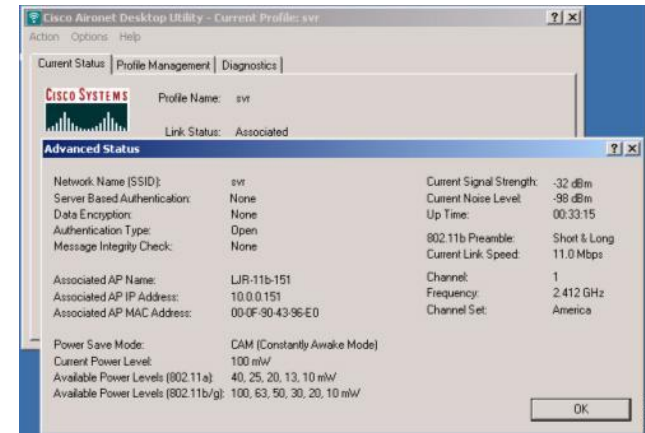 Cisco Aironet Desktop Utility - Current Profile: svr
Action Options Help
Current Status Profile Management Diagnostics
CISCO SYSTEMS
Profile Name: svr
Link Status: Associated
Advanced Status
Network Name (SSID): svr
Server Based Authentication: None
Data Encryption: None
Authentication Type: Open
Message Integrity Check: None
Associated AP Name: LJR-11b-151
Associated AP IP Address: 10.0.0.151
Associated AP MAC Address: 00-0F-90-43-96-E0
Power Save Mode: CAM (Constantly Awake Mode)
Current Power Level: 100 mW
Available Power Levels (802.11a): 40, 25, 20, 13, 10 mW
Available Power Levels (802.11b/g): 100, 63, 50, 30, 20, 10 mW
Current Signal Strength: -32 dBm
Current Noise Level: -98 dBm
Up Time: 00:33:15
802.11b Preamble: Short & Long
Current Link Speed: 11.0 Mbps
Channel: 1
Frequency: 2.412 GHz
Channel Set: America
OK